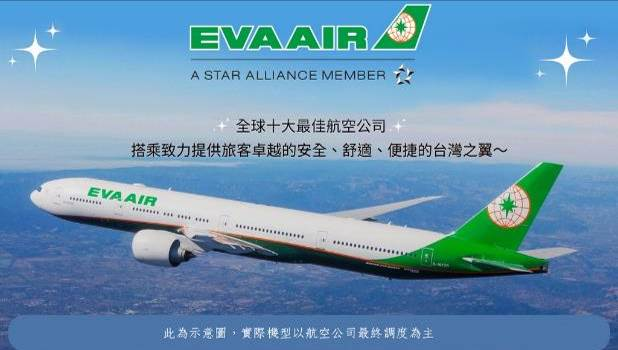 EVA AIR
A STAR ALLIANCE MEMBER
全球十大最佳航空公司
搭乘致力提供旅客卓越的安全、舒適、便捷的台灣之翼～
EVA AIR
此為示意圖，實際機型以航空公司最終調度為主